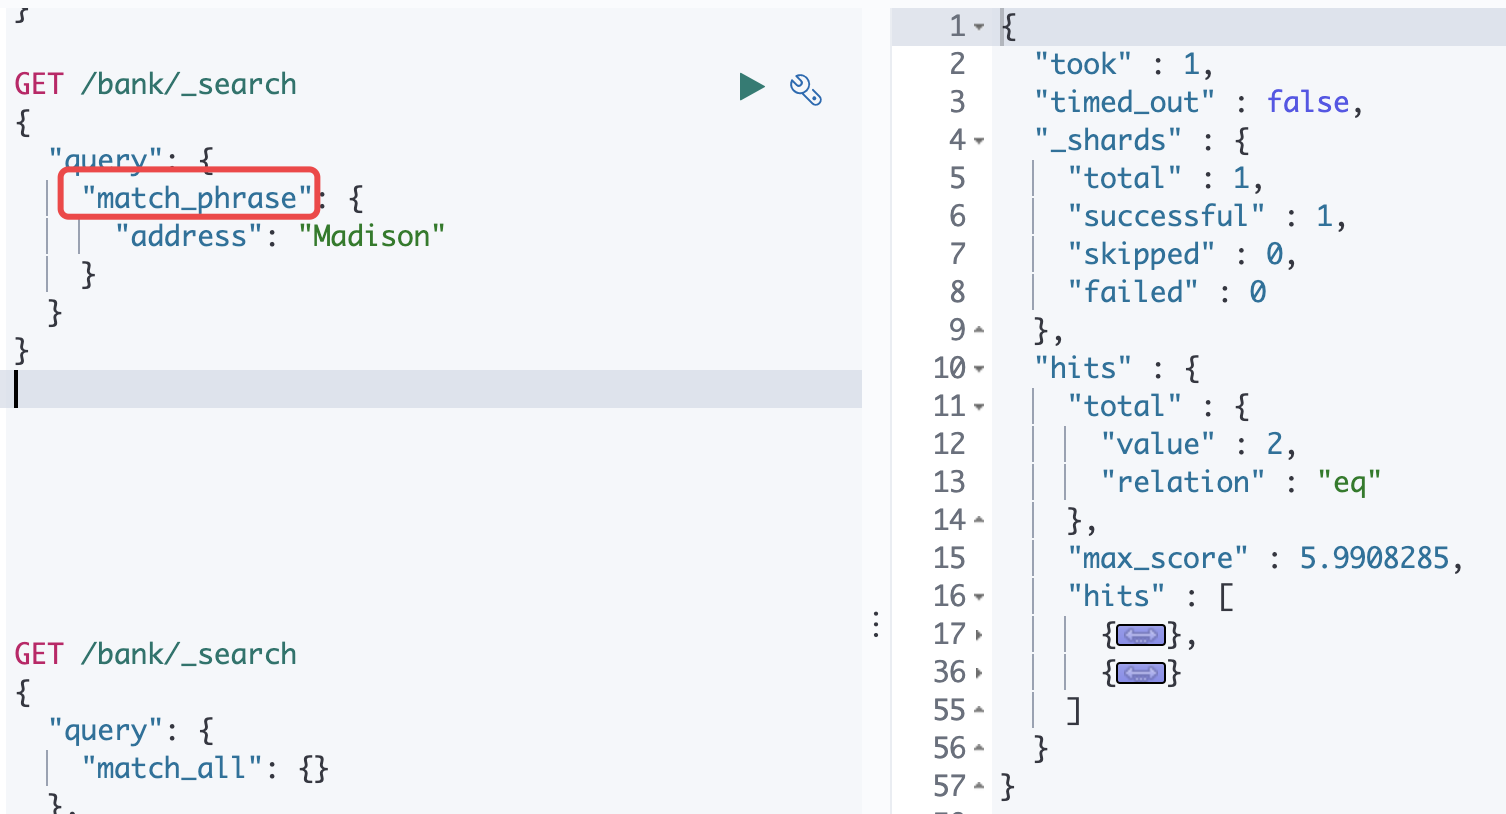 }
GET /bank/_search
{
  "query": {
    "match_phrase": {
      "address": "Madison"
    }
  }
}
GET /bank/_search
{
  "query": {
    "match_all": {}
  },
1 {
2   "took" : 1,
3   "timed_out" : false,
4   "_shards" : {
5     "total" : 1,
6     "successful" : 1,
7     "skipped" : 0,
8     "failed" : 0
9   },
10   "hits" : {
11     "total" : {
12       "value" : 2,
13       "relation" : "eq"
14     },
15     "max_score" : 5.9908285,
16     "hits" : [
17       {...},
36       {...}
55     ]
56   }
57 }